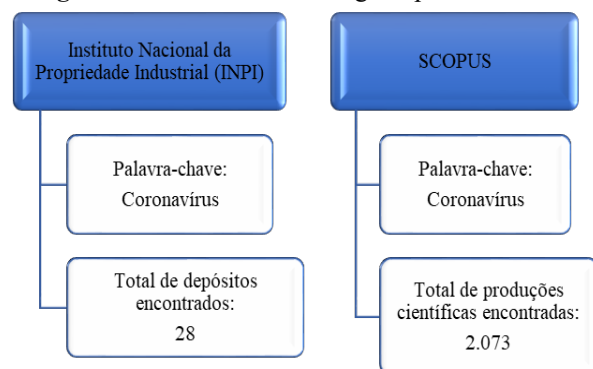 Instituto Nacional da
Propriedade Industrial (INPI)
Palavra-chave:
Coronavírus
Total de depósitos
encontrados:
28
SCOPUS
Palavra-chave:
Coronavírus
Total de produções
científicas encontradas:
2.073